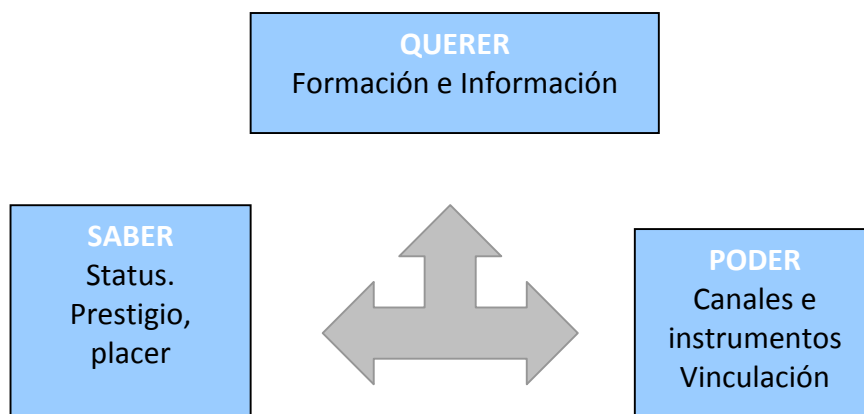 QUERER
Formación e Información
SABER
Status.
Prestigio,
placer
PODER
Canales e
instrumentos
Vinculación